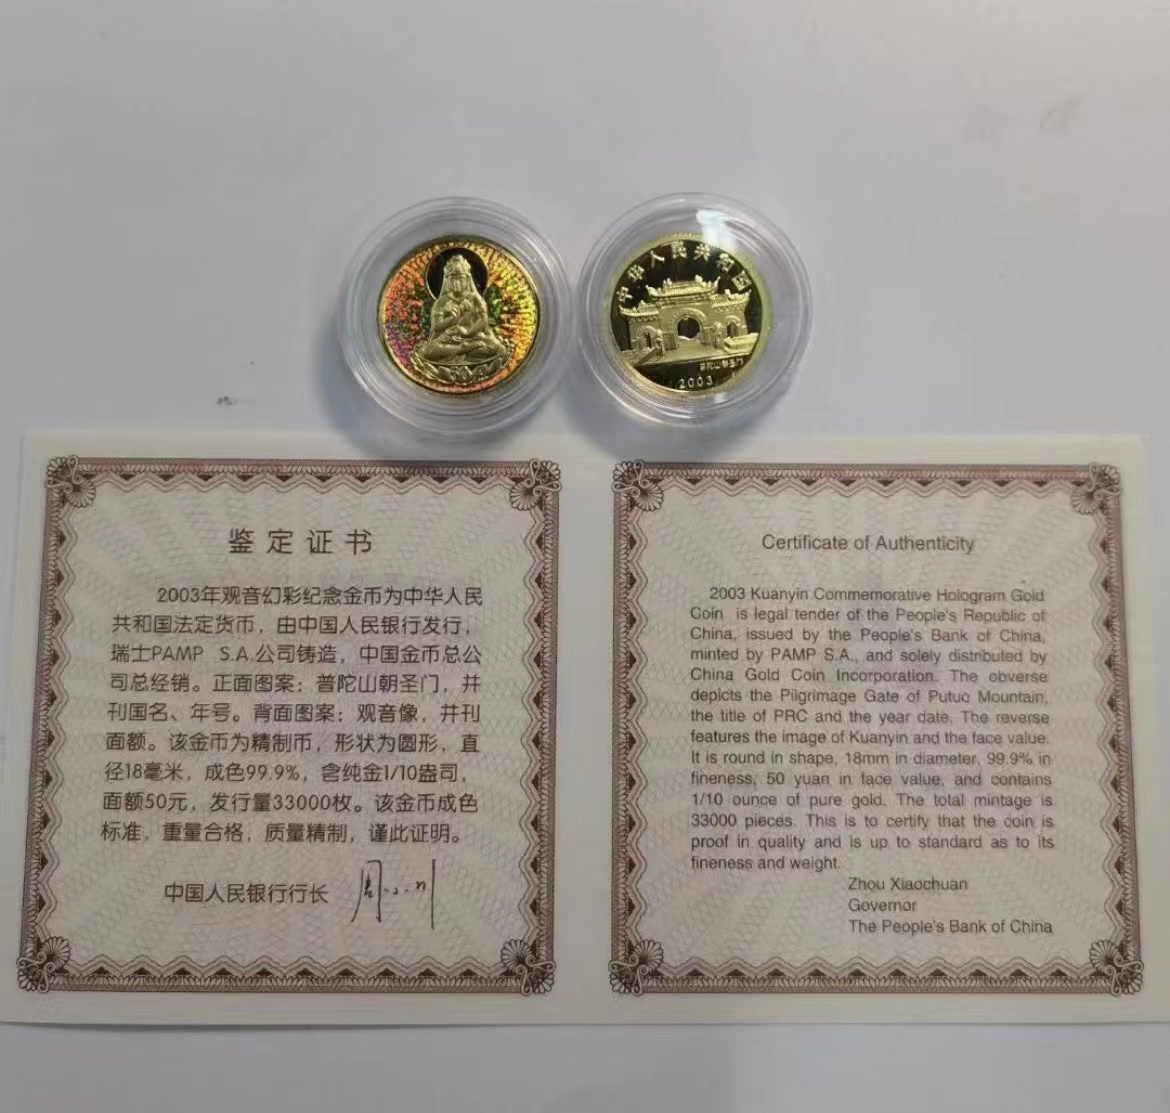 中华人民共和国
普陀山朝圣门
2003
鉴定证书
2003年观音幻彩纪念金币为中华人民
共和国法定货币，由中国人民银行发行，
瑞士PAMP S.A.公司铸造，中国金币总公
司总经销。正面图案：普陀山朝圣门，并
刊国名、年号。背面图案：观音像，并刊
面额。该金币为精制币，形状为圆形，直
径18毫米，成色99.9%，含纯金1/10盎司，
面额50元，发行量33000枚。该金币成色
标准，重量合格，质量精制，谨此证明。
中国人民银行行长 周小川
Certificate of Authenticity
2003 Kuanyin Commemorative Hologram Gold
Coin is legal tender of the People's Republic of
China, issued by the People's Bank of China,
minted by PAMP S.A., and solely distributed by
China Gold Coin Incorporation. The obverse
depicts the Pilgrimage Gate of Putuo Mountain,
the title of PRC and the year date. The reverse
features the image of Kuanyin and the face value.
It is round in shape, 18mm in diameter, 99.9% in
fineness, 50 yuan in face value, and contains
1/10 ounce of pure gold. The total mintage is
33000 pieces. This is to certify that the coin is
proof in quality and is up to standard as to its
fineness and weight.
Zhou Xiaochuan
Governor
The People's Bank of China